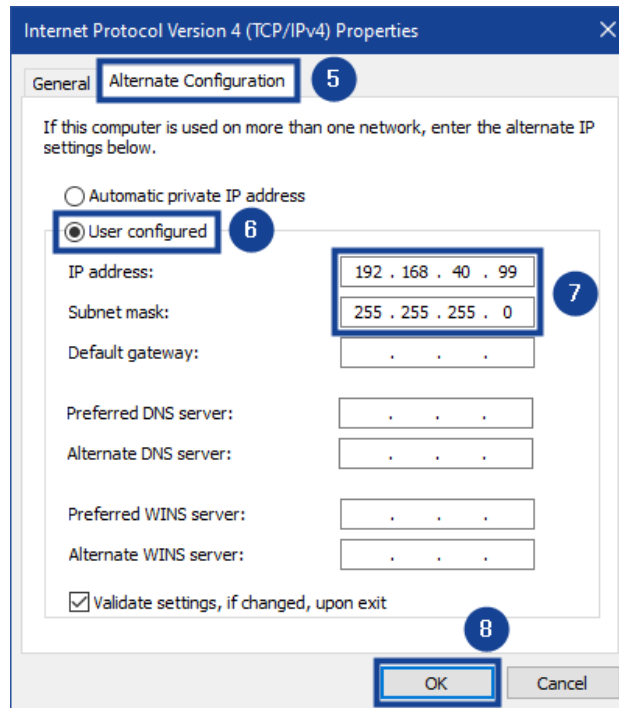 Internet Protocol Version 4 (TCP/IPv4) Properties
General Alternate Configuration 5
If this computer is used on more than one network, enter the alternate IP
settings below.
Automatic private IP address
User configured 6
IP address: 192 . 168 . 40 . 99
7
Subnet mask: 255 . 255 . 255 . 0
Default gateway: . . .
Preferred DNS server: . . .
Alternate DNS server: . . .
Preferred WINS server: . . .
Alternate WINS server: . . .
Validate settings, if changed, upon exit
8
OK Cancel